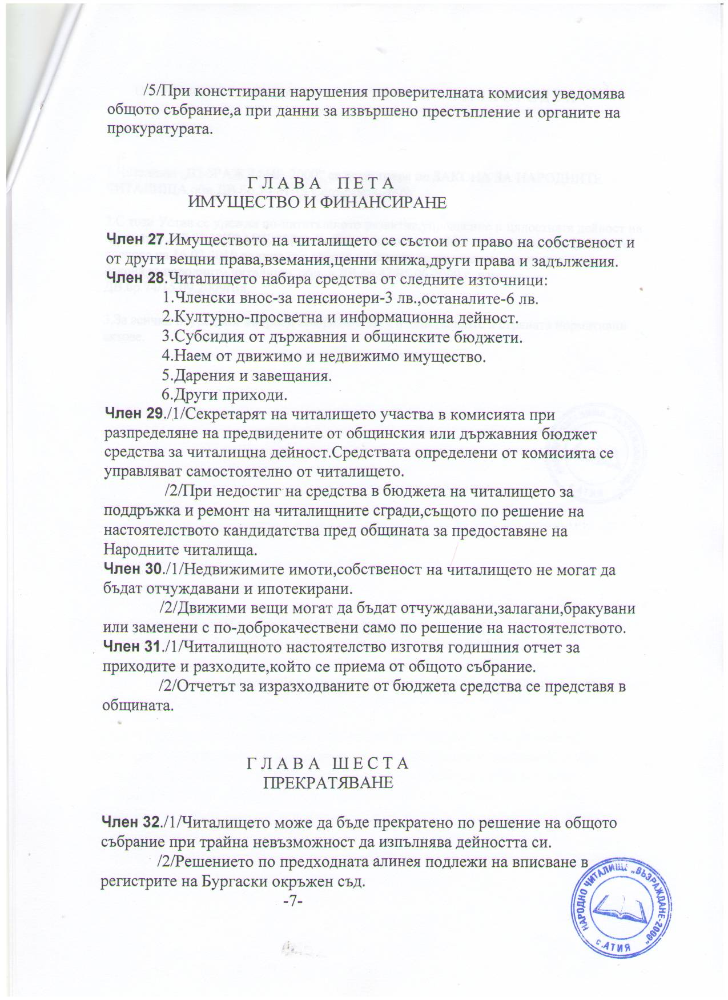 /5/При консттирани нарушения проверителната комисия уведомява
общото събрание,а при данни за извършено престъпление и органите на
прокуратурата.
Г Л А В А   П Е Т А
ИМУЩЕСТВО И ФИНАНСИРАНЕ
Член 27.Имуществото на читалището се състои от право на собственост и
от други вещни права,вземания,ценни книжа,други права и задължения.
Член 28.Читалището набира средства от следните източници:
1.Членски внос-за пенсионери-3 лв.,останалите-6 лв.
2.Културно-просветна и информационна дейност.
3.Субсидия от държавния и общинските бюджети.
4.Наем от движимо и недвижимо имущество.
5.Дарения и завещания.
6.Други приходи.
Член 29./1/Секретарят на читалището участва в комисията при
разпределяне на предвидените от общинския или държавния бюджет
средства за читалищна дейност.Средствата определени от комисията се
управляват самостоятелно от читалището.
/2/При недостиг на средства в бюджета на читалището за
поддръжка и ремонт на читалищните сгради,същото по решение на
настоятелството кандидатства пред общината за предоставяне на
Народните читалища.
Член 30./1/Недвижимите имоти,собственост на читалището не могат да
бъдат отчуждавани и ипотекирани.
/2/Движими вещи могат да бъдат отчуждавани,залагани,бракувани
или заменени с по-доброкачествени само по решение на настоятелството.
Член 31./1/Читалищното настоятелство изготвя годишния отчет за
приходите и разходите,който се приема от общото събрание.
/2/Отчетът за изразходваните от бюджета средства се представя в
общината.
Г Л А В А   Ш Е С Т А
ПРЕКРАТЯВАНЕ
Член 32./1/Читалището може да бъде прекратено по решение на общото
събрание при трайна невъзможност да изпълнява дейността си.
/2/Решението по предходната алинея подлежи на вписване в
регистрите на Бургаски окръжен съд.
-7-
НАРОДНО ЧИТАЛИЩЕ „ВЪЗРАЖДАНЕ-2000"
с.АТИЯ